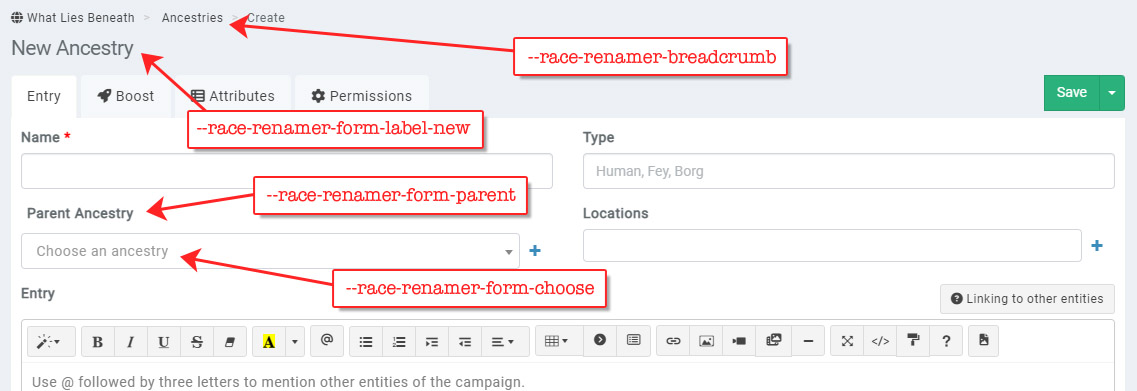 What Lies Beneath > Ancestries > Create
--race-renamer-breadcrumb
New Ancestry
Entry Boost Attributes Permissions Save
--race-renamer-form-label-new
Name * Type
Human, Fey, Borg
--race-renamer-form-parent
Parent Ancestry Locations
Choose an ancestry
--race-renamer-form-choose
Entry Linking to other entities
B I U S A @ </> ?
Use @ followed by three letters to mention other entities of the campaign.